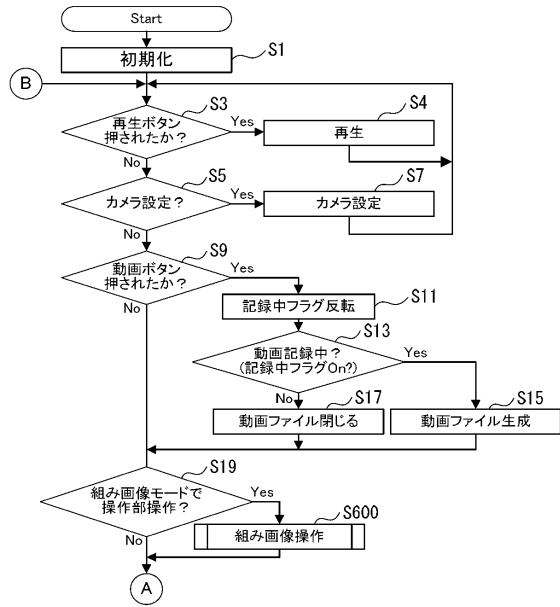 Start
初期化
S1
B
再生ボタン
押されたか？
S3
Yes
No
再生
S4
カメラ設定？
S5
Yes
No
カメラ設定
S7
動画ボタン
押されたか？
S9
Yes
No
記録中フラグ反転
S11
動画記録中？
(記録中フラグOn?)
S13
Yes
No
動画ファイル閉じる
S17
動画ファイル生成
S15
組み画像モードで
操作部操作？
S19
Yes
No
組み画像操作
S600
A